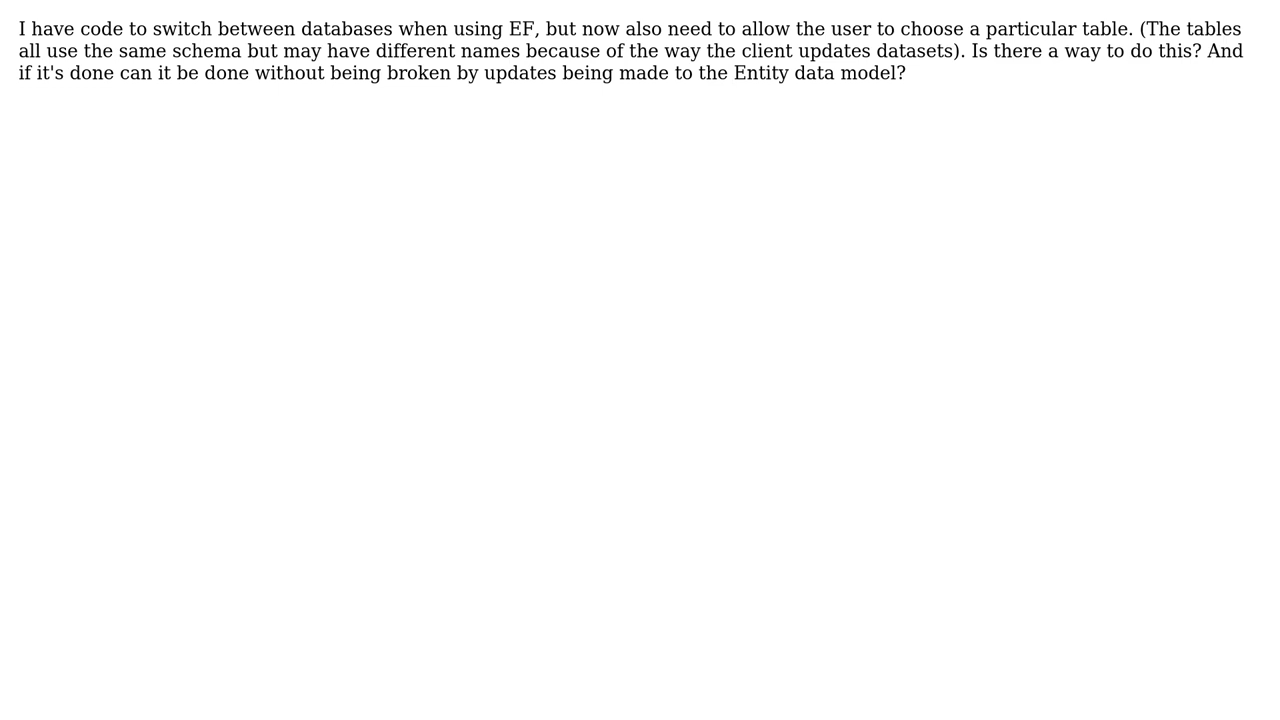 I have code to switch between databases when using EF, but now also need to allow the user to choose a particular table. (The tables
all use the same schema but may have different names because of the way the client updates datasets). Is there a way to do this? And
if it's done can it be done without being broken by updates being made to the Entity data model?